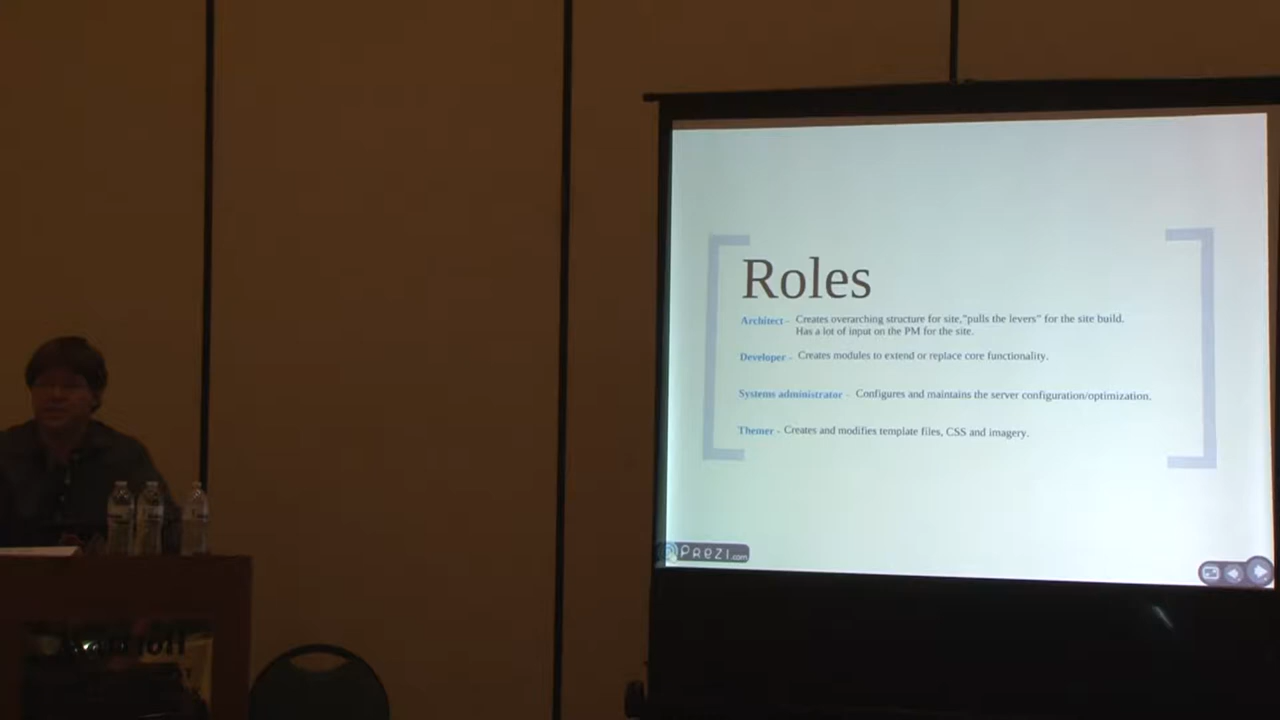 Roles
Architect - Creates overarching structure for site,"pulls the levers" for the site build.
Has a lot of input on the PM for the site.
Developer - Creates modules to extend or replace core functionality.
Systems administrator - Configures and maintains the server configuration/optimization.
Themer - Creates and modifies template files, CSS and imagery.
Prezi.com
Marriott